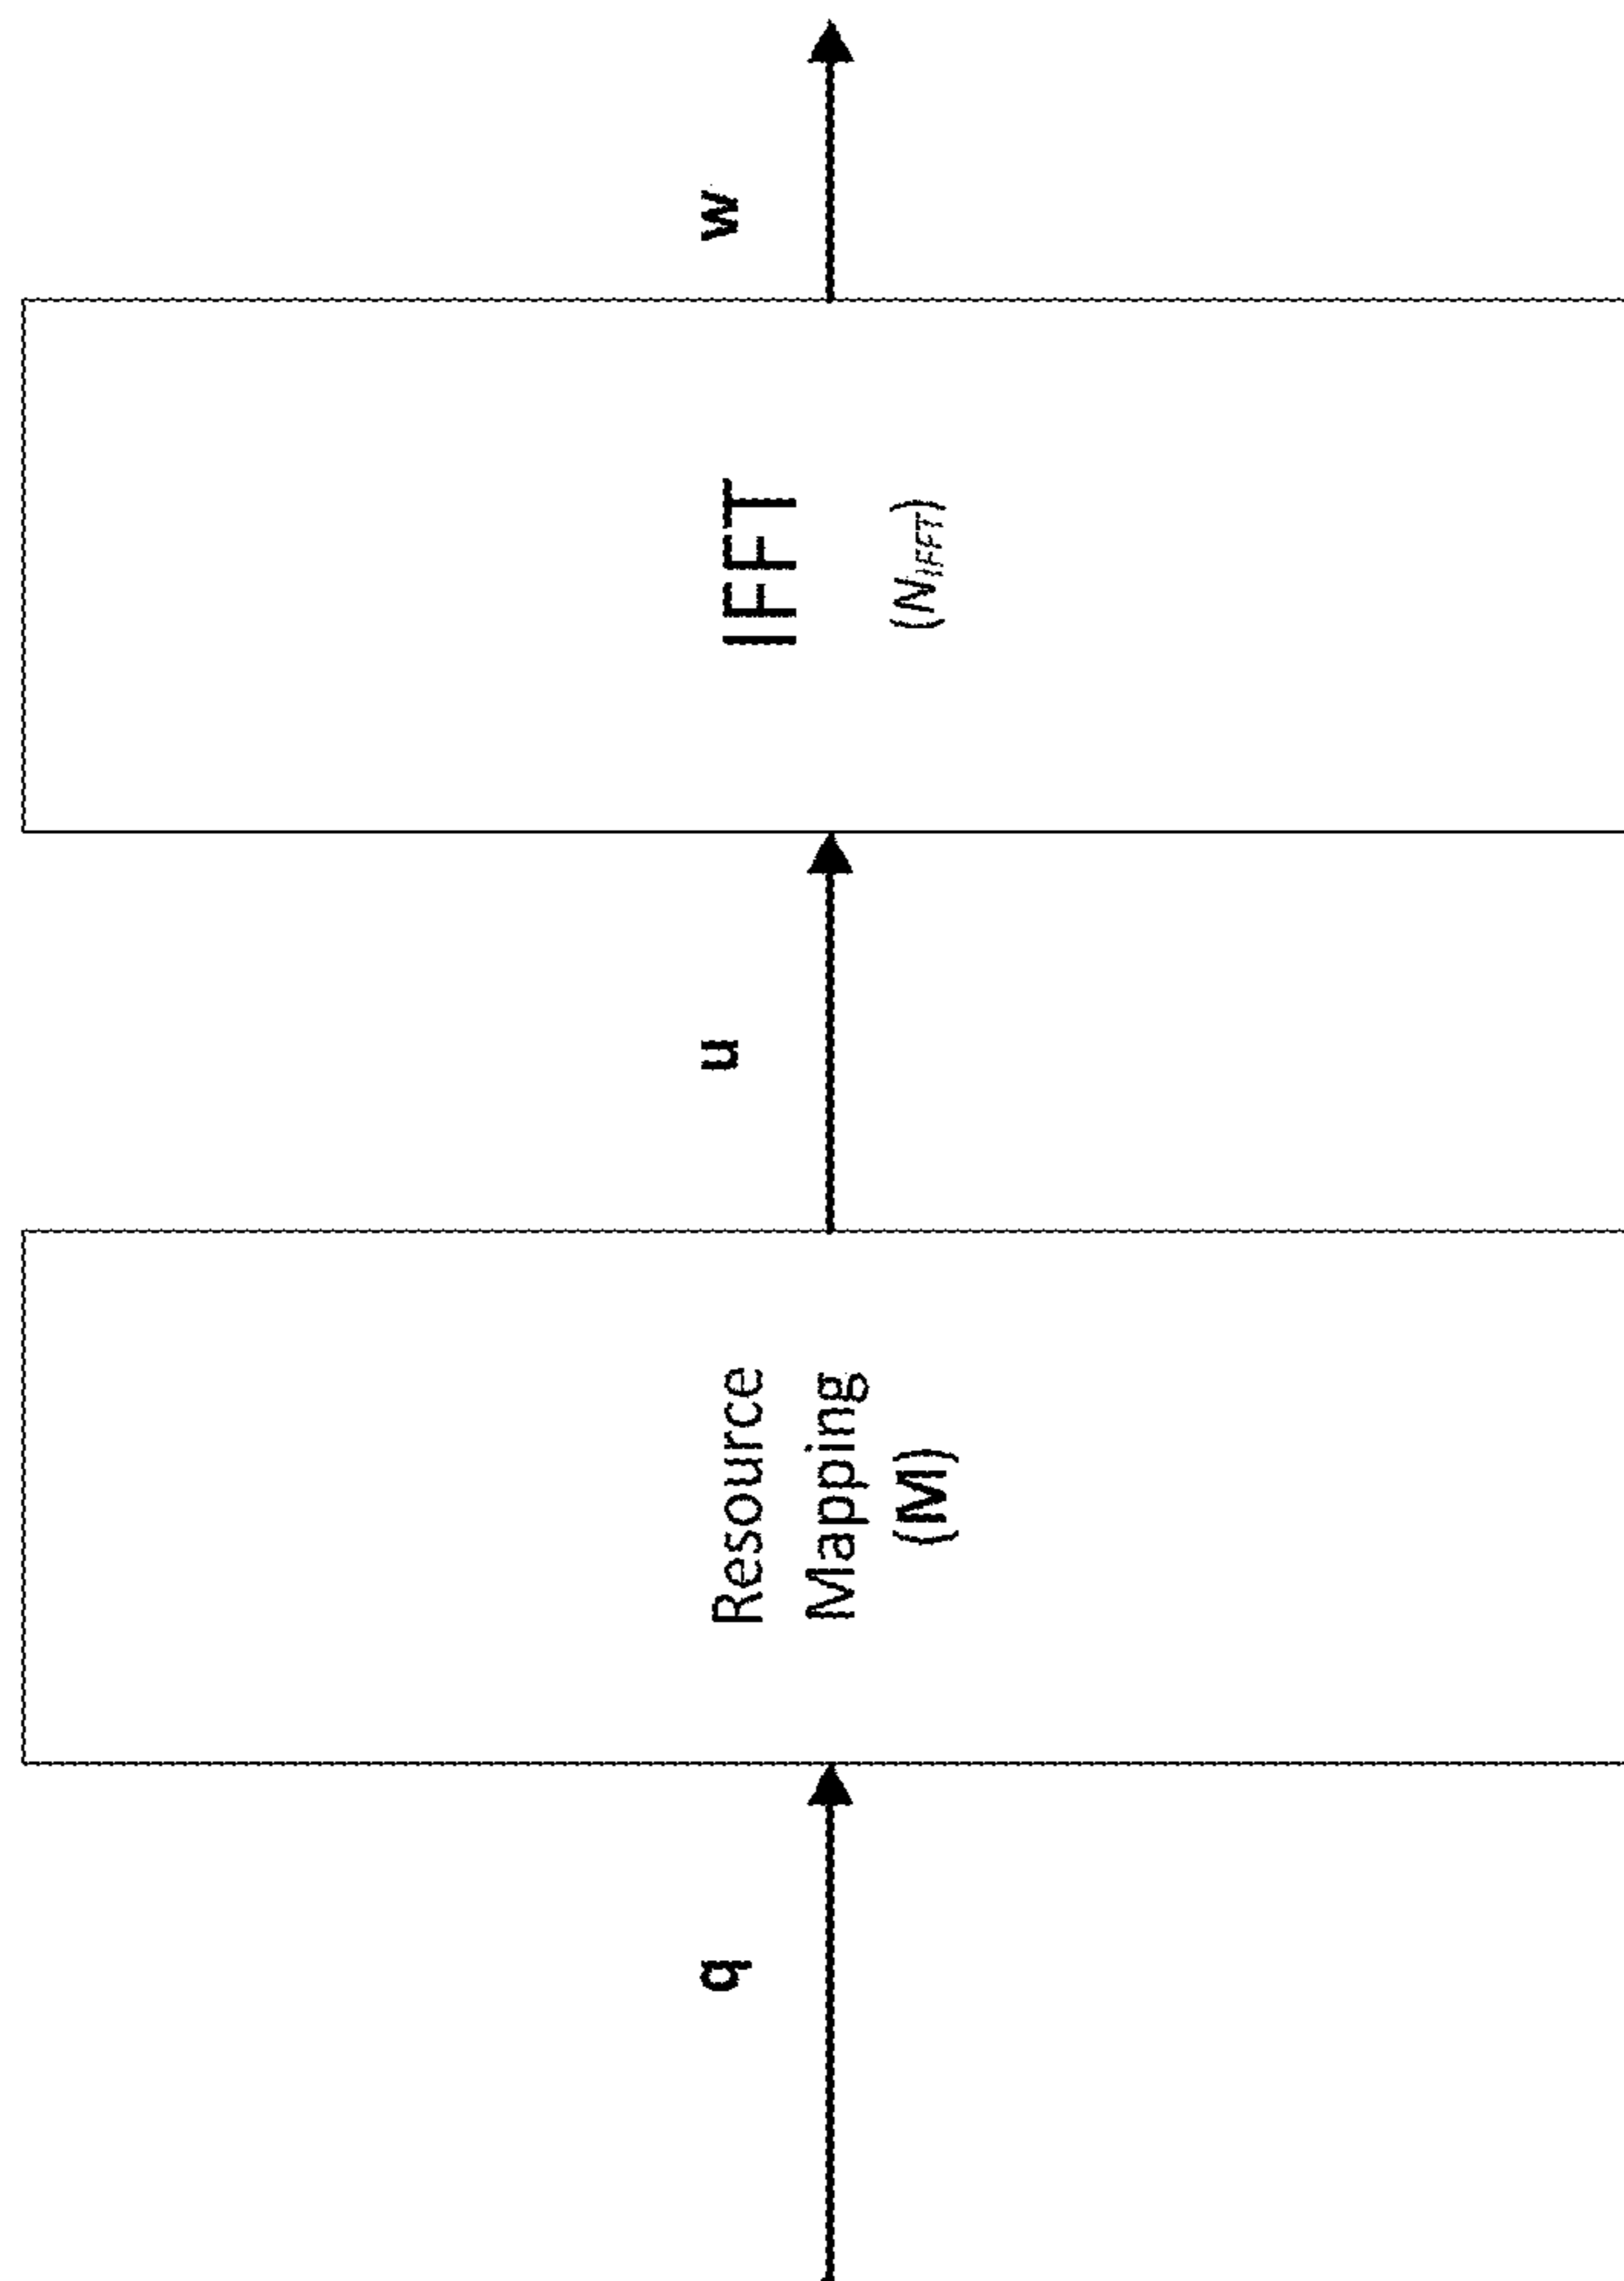 q
Resource
Mapping
(M)
u
IFFT
(N_IFFT)
w